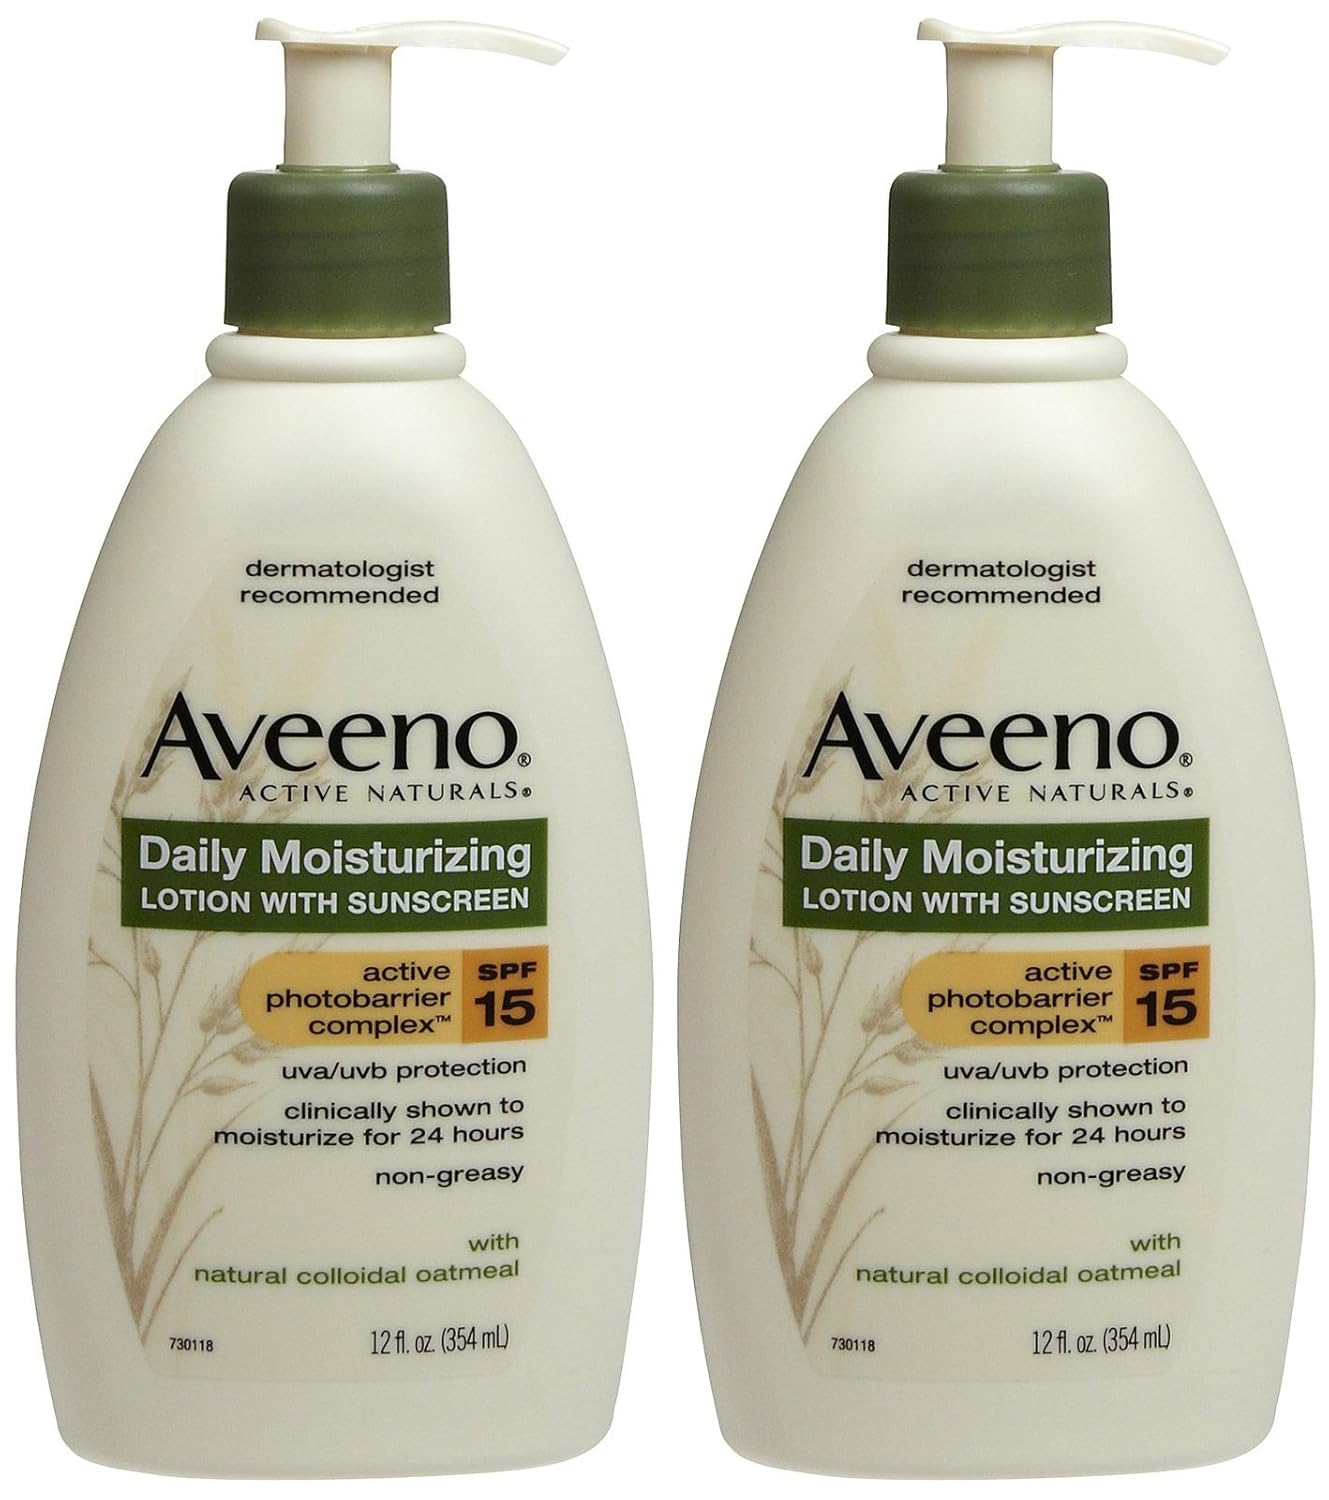 dermatologist
recommended
Aveeno®
ACTIVE NATURALS®
Daily Moisturizing
LOTION WITH SUNSCREEN
active
photobarrier
complex™
SPF
15
uva/uvb protection
clinically shown to
moisturize for 24 hours
non-greasy
with
natural colloidal oatmeal
730118
12 fl. oz. (354 mL)
dermatologist
recommended
Aveeno®
ACTIVE NATURALS®
Daily Moisturizing
LOTION WITH SUNSCREEN
active
photobarrier
complex™
SPF
15
uva/uvb protection
clinically shown to
moisturize for 24 hours
non-greasy
with
natural colloidal oatmeal
730118
12 fl. oz. (354 mL)